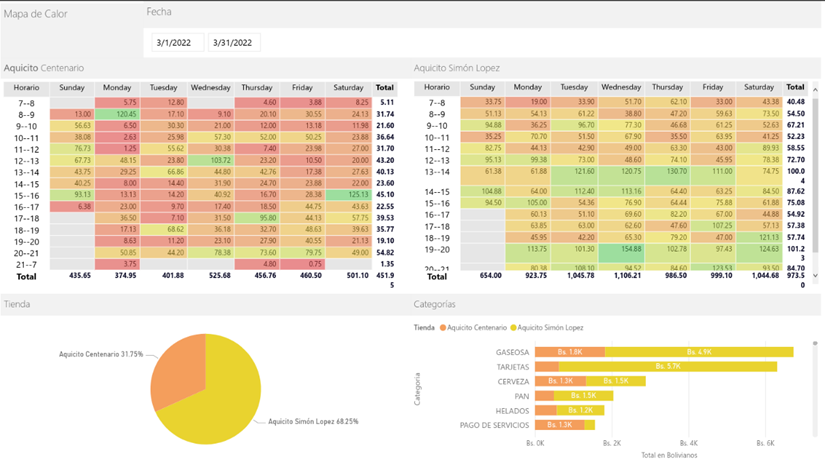 Mapa de Calor
Fecha
3/1/2022 3/31/2022
Aquicito Centenario
Horario Sunday Monday Tuesday Wednesday Thursday Friday Saturday Total
7--8 5.75 12.80 4.60 3.88 8.25 5.11
8--9 13.00 120.45 17.10 9.10 20.10 30.55 24.13 31.74
9--10 56.63 6.50 30.30 21.00 12.00 13.18 11.98 21.60
10--11 38.08 2.63 25.98 57.30 52.00 50.25 23.88 36.64
11--12 76.73 1.25 55.62 30.38 7.40 23.98 27.00 31.70
12--13 67.73 48.15 23.80 103.72 23.20 10.50 20.00 43.20
13--14 43.75 29.25 66.86 44.80 42.76 17.38 27.63 40.13
14--15 40.25 8.00 14.40 31.90 24.70 23.88 22.00 23.60
15--16 93.13 13.13 14.20 40.92 16.70 28.38 125.13 45.10
16--17 6.38 23.00 9.70 17.40 18.50 44.75 43.63 22.55
17--18 36.50 7.10 31.50 95.80 44.13 57.75 39.53
18--19 17.13 68.62 36.18 32.70 48.63 39.63 35.77
19--20 8.63 11.20 23.10 27.90 40.55 21.13 19.10
20--21 50.85 44.20 78.38 73.60 79.75 49.00 54.82
21--7 3.75 4.80 0.75 1.35
Total 435.65 374.95 401.88 525.68 456.76 460.50 501.10 451.9
5
Aquicito Simón Lopez
Horario Sunday Monday Tuesday Wednesday Thursday Friday Saturday Total
7--8 33.75 19.00 33.90 51.70 62.10 33.00 43.38 40.48
8--9 51.13 54.13 61.22 38.80 47.20 59.63 73.50 54.50
9--10 94.88 36.25 96.70 77.30 46.68 61.25 52.63 67.21
10--11 35.25 70.70 51.50 67.90 35.50 63.95 41.25 52.23
11--12 82.75 44.13 42.90 49.00 63.30 43.00 89.93 58.55
12--13 95.13 99.38 73.00 48.60 74.10 45.95 78.38 72.70
13--14 61.38 61.88 121.60 120.75 130.70 111.00 74.75 100.0
4
14--15 104.88 64.00 112.40 113.16 64.40 63.25 84.50 87.62
15--16 94.50 105.00 54.36 76.90 64.44 75.88 61.88 75.08
16--17 60.13 51.10 69.60 82.20 67.00 44.88 54.92
17--18 63.85 63.00 62.60 47.60 107.25 57.13 57.38
18--19 45.95 42.20 65.30 79.20 47.00 121.13 57.74
19--20 113.75 101.30 154.88 102.78 97.43 124.63 101.2
3
20--21 80.38 108.10 94.52 84.60 123.53 93.50 84.70
Total 654.00 923.75 1,045.78 1,106.21 986.50 999.10 1,044.68 973.5
0
Tienda
Aquicito Centenario 31.75%
Aquicito Simón Lopez 68.25%
Categorías
Tienda Aquicito Centenario Aquicito Simón Lopez
Categoria
GASEOSA Bs. 1.8K Bs. 4.9K
TARJETAS Bs. 5.7K
CERVEZA Bs. 1.3K Bs. 1.5K
PAN Bs. 1.5K
HELADOS Bs. 1.2K
PAGO DE SERVICIOS Bs. 1.3K
Bs. 0K Bs. 2K Bs. 4K Bs. 6K
Total en Bolivianos